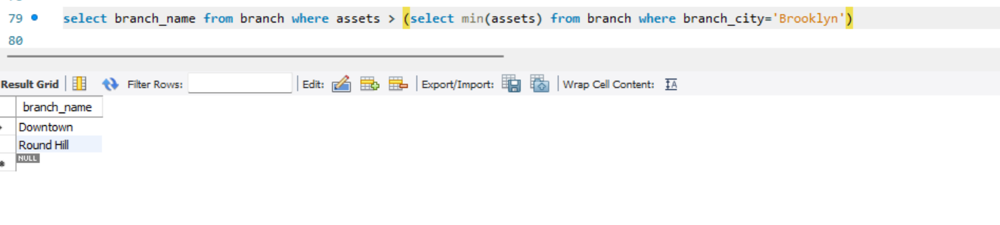 79 select branch_name from branch where assets > (select min(assets) from branch where branch_city='Brooklyn')
80
Result Grid Filter Rows: Edit: Export/Import: Wrap Cell Content: IA
branch_name
Downtown
Round Hill
NULL